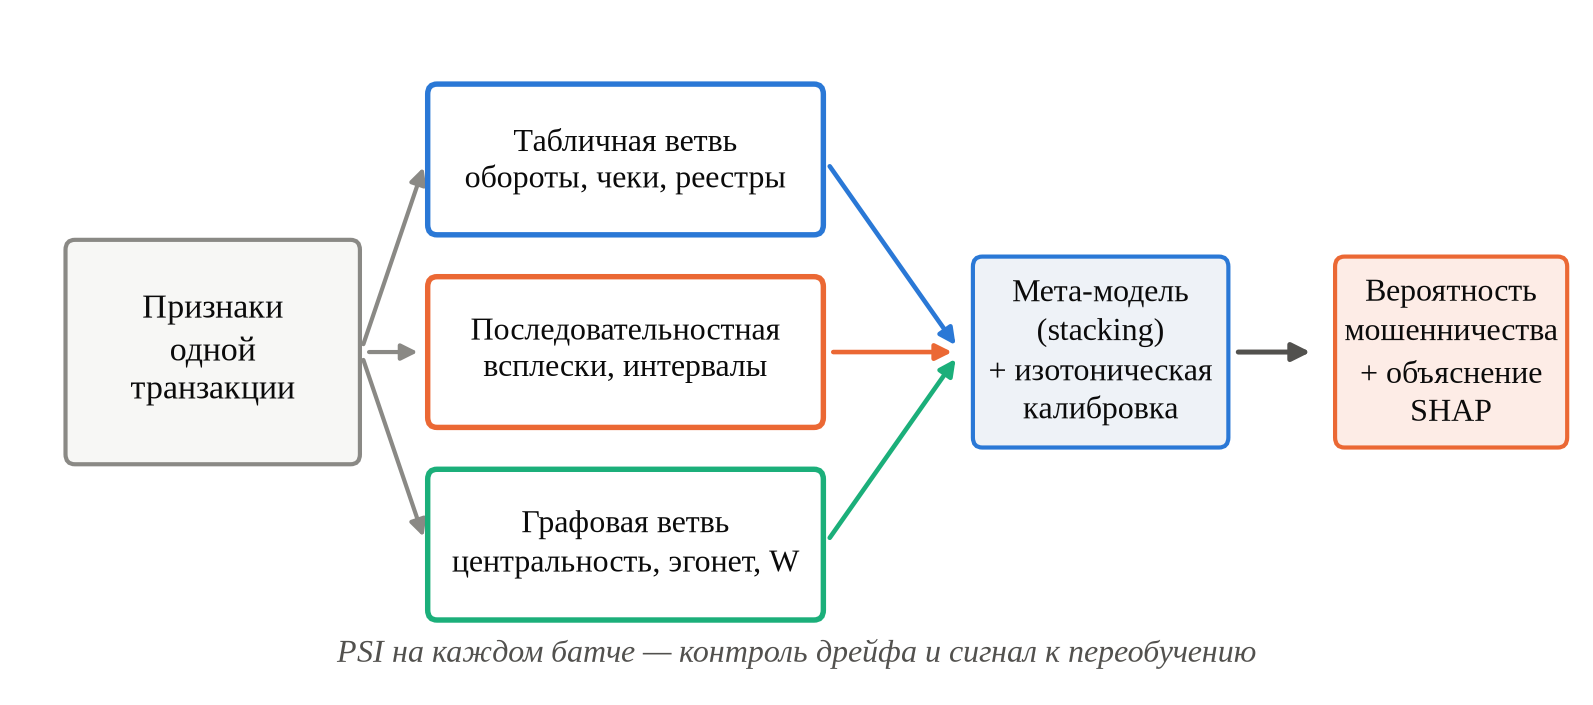 Признаки
одной
транзакции
Табличная ветвь
обороты, чеки, реестры
Последовательностная
всплески, интервалы
Графовая ветвь
центральность, эгонет, W
Мета-модель
(stacking)
+ изотоническая
калибровка
Вероятность
мошенничества
+ объяснение
SHAP
PSI на каждом батче — контроль дрейфа и сигнал к переобучению